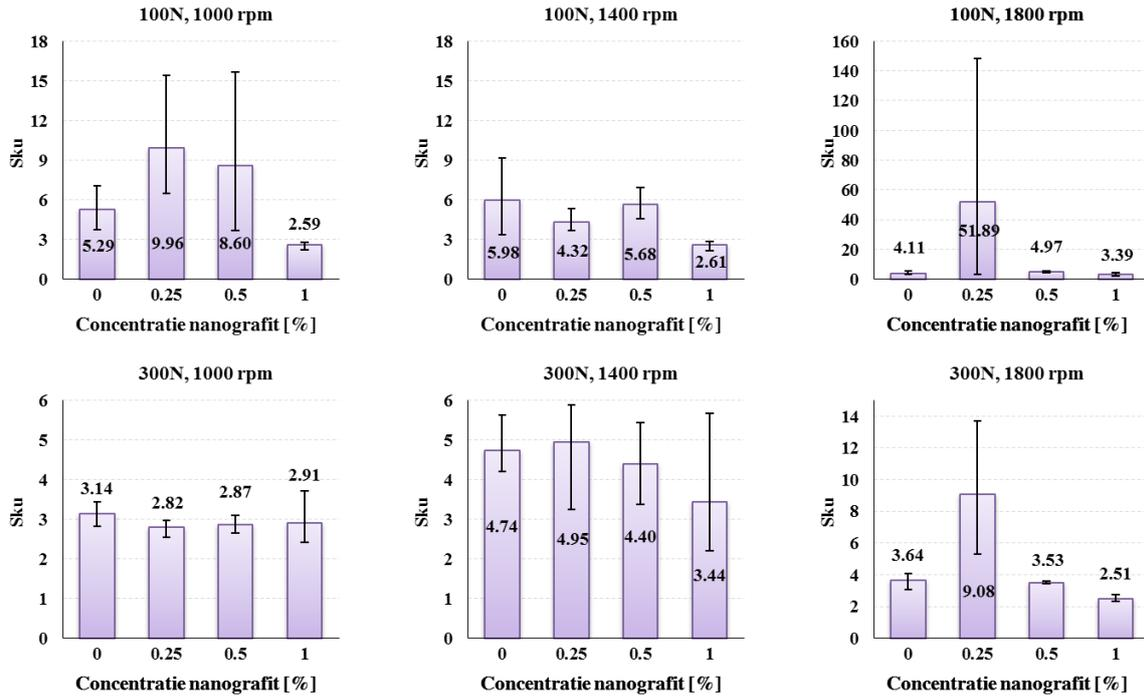 100N, 1000 rpm
18
15
12
9
6
3
0
Sku
5.29
9.96
8.60
2.59
0 0.25 0.5 1
Concentratie nanografit [%]
100N, 1400 rpm
18
15
12
9
6
3
0
Sku
5.98
4.32
5.68
2.61
0 0.25 0.5 1
Concentratie nanografit [%]
100N, 1800 rpm
160
140
120
100
80
60
40
20
0
Sku
4.11
51.89
4.97
3.39
0 0.25 0.5 1
Concentratie nanografit [%]
300N, 1000 rpm
6
5
4
3
2
1
0
Sku
3.14
2.82
2.87
2.91
0 0.25 0.5 1
Concentratie nanografit [%]
300N, 1400 rpm
6
5
4
3
2
1
0
Sku
4.74
4.95
4.40
3.44
0 0.25 0.5 1
Concentratie nanografit [%]
300N, 1800 rpm
14
12
10
8
6
4
2
0
Sku
3.64
9.08
3.53
2.51
0 0.25 0.5 1
Concentratie nanografit [%]